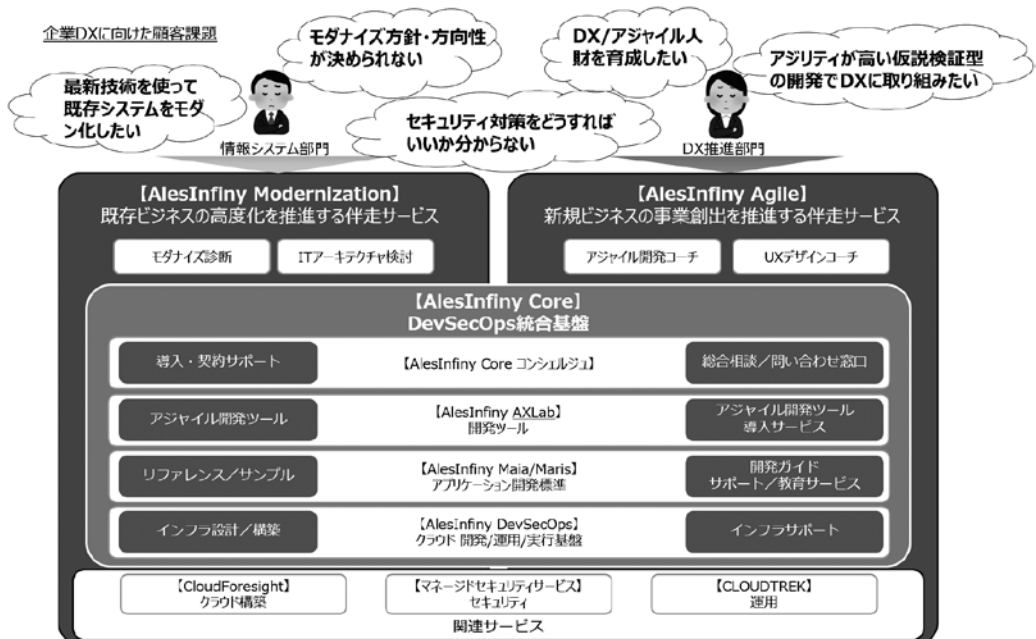 企業DXに向けた顧客課題
最新技術を使って
既存システムをモダ
ン化したい
モダナイズ方針・方向性
が決められない
DX/アジャイル人
財を育成したい
アジリティが高い仮説検証型
の開発でDXに取り組みたい
セキュリティ対策をどうすれば
いいか分からない
情報システム部門
DX推進部門
【AlesInfiny Modernization】
既存ビジネスの高度化を推進する伴走サービス
モダナイズ診断
ITアーキテクチャ検討
【AlesInfiny Agile】
新規ビジネスの事業創出を推進する伴走サービス
アジャイル開発コーチ
UXデザインコーチ
【AlesInfiny Core】
DevSecOps統合基盤
導入・契約サポート
【AlesInfiny Core コンシェルジュ】
総合相談／問い合わせ窓口
アジャイル開発ツール
【AlesInfiny AXLab】
開発ツール
アジャイル開発ツール
導入サービス
リファレンス／サンプル
【AlesInfiny Maia/Maris】
アプリケーション開発標準
開発ガイド
サポート／教育サービス
インフラ設計／構築
【AlesInfiny DevSecOps】
クラウド 開発/運用/実行基盤
インフラサポート
【CloudForesight】
クラウド構築
【マネージドセキュリティサービス】
セキュリティ
【CLOUDTREK】
運用
関連サービス